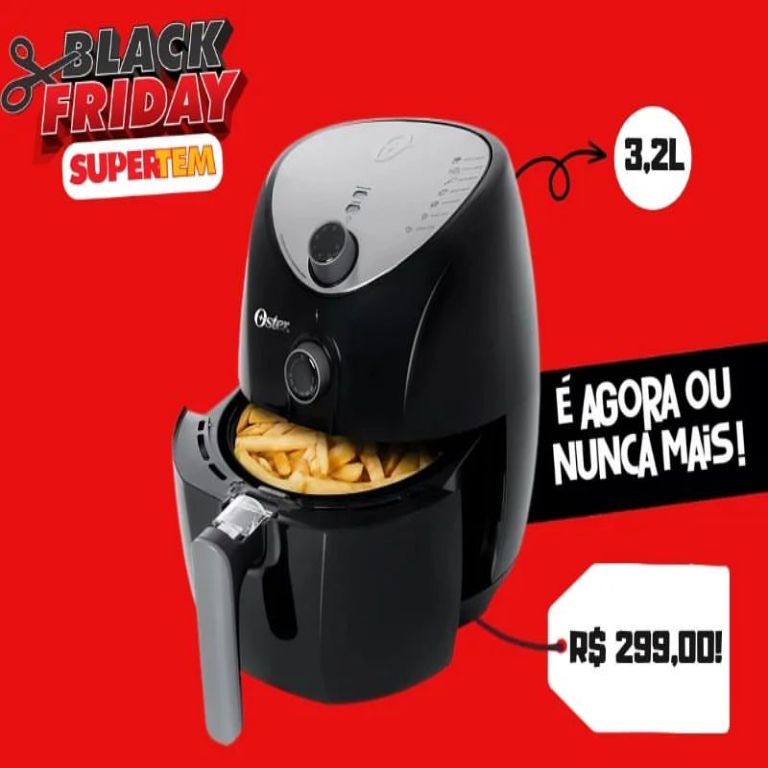 BLACK
FRIDAY
SUPERTEM
3,2L
Oster
É AGORA OU
NUNCA MAIS!
R$ 299,00!